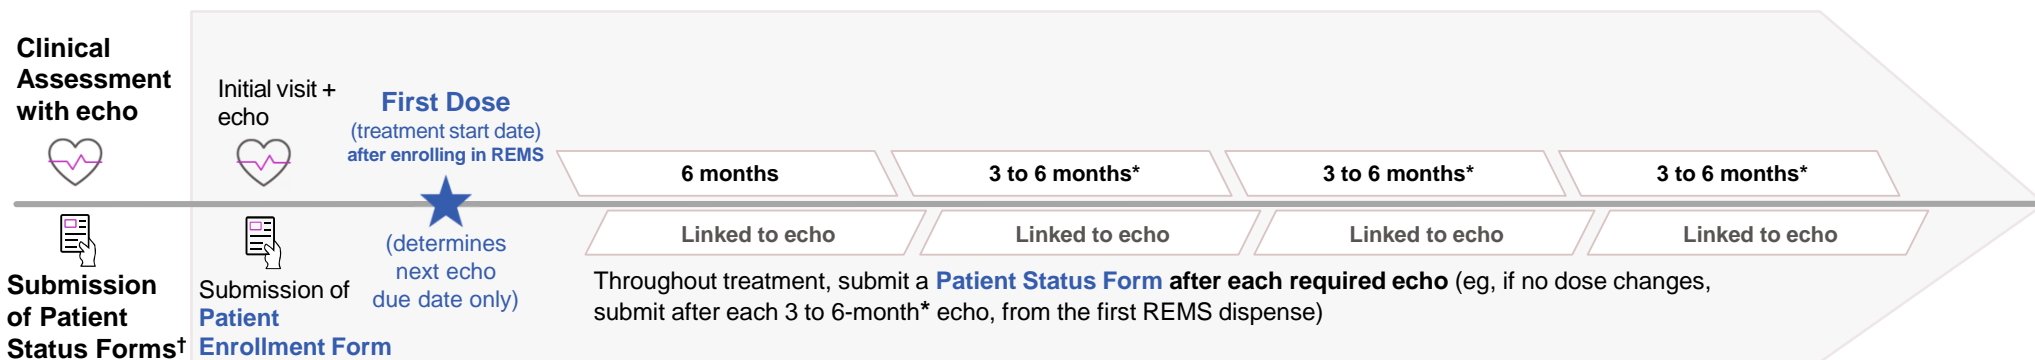 Clinical
Assessment
with echo
Initial visit +
echo
First Dose
(treatment start date)
after enrolling in REMS
6 months
3 to 6 months*
3 to 6 months*
3 to 6 months*
Submission
of Patient
Status Forms†
Submission of
Patient
Enrollment Form
(determines
next echo
due date only)
Linked to echo
Linked to echo
Linked to echo
Linked to echo
Throughout treatment, submit a Patient Status Form after each required echo (eg, if no dose changes,
submit after each 3 to 6-month* echo, from the first REMS dispense)